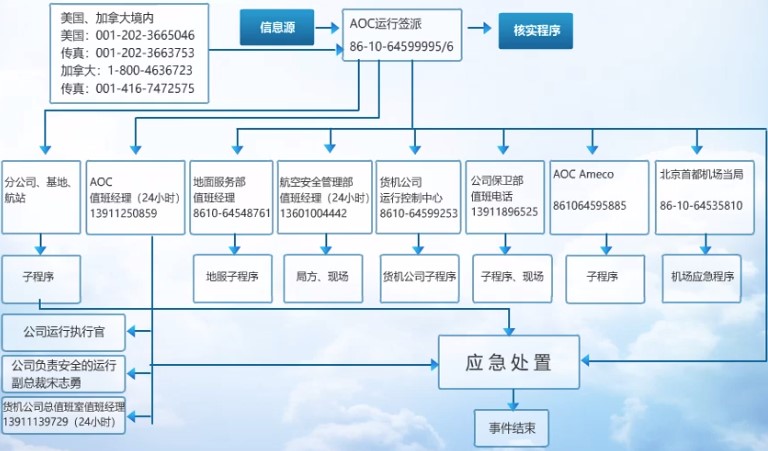 美国、加拿大境内
美国：001-202-3665046
传真：001-202-3663753
加拿大：1-800-4636723
传真：001-416-7472575
信息源
AOC运行签派
86-10-64599995/6
核实程序
分公司、基地、
航站
AOC
值班经理（24小时）
13911250859
地面服务部
值班经理
8610-64548761
航空安全管理部
值班经理（24小时）
13601004442
货机公司
运行控制中心
8610-64599253
公司保卫部
值班电话
13911896525
AOC Ameco
861064595885
北京首都机场当局
86-10-64535810
子程序
地服子程序
局方、现场
货机公司子程序
子程序、现场
子程序
机场应急程序
公司运行执行官
公司负责安全的运行
副总裁宋志勇
货机公司总值班室值班经理
13911139729（24小时）
应急处置
事件结束